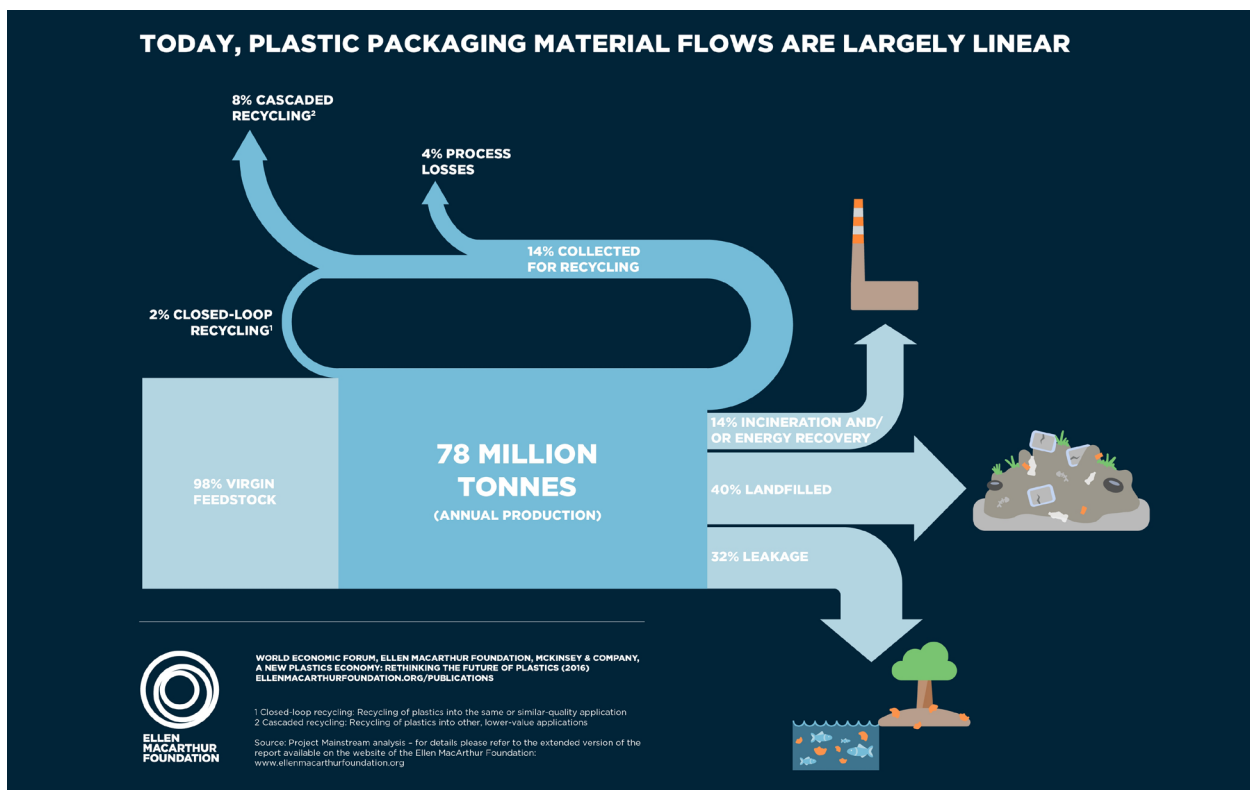 TODAY, PLASTIC PACKAGING MATERIAL FLOWS ARE LARGELY LINEAR
8% CASCADED
RECYCLING²
4% PROCESS
LOSSES
14% COLLECTED
FOR RECYCLING
2% CLOSED-LOOP
RECYCLING¹
98% VIRGIN
FEEDSTOCK
78 MILLION
TONNES
(ANNUAL PRODUCTION)
14% INCINERATION AND/
OR ENERGY RECOVERY
40% LANDFILLED
32% LEAKAGE
ELLEN
MACARTHUR
FOUNDATION
WORLD ECONOMIC FORUM, ELLEN MACARTHUR FOUNDATION, MCKINSEY & COMPANY,
A NEW PLASTICS ECONOMY: RETHINKING THE FUTURE OF PLASTICS (2016)
ELLENMACARTHURFOUNDATION.ORG/PUBLICATIONS
1 Closed-loop recycling: Recycling of plastics into the same or similar-quality application
2 Cascaded recycling: Recycling of plastics into other, lower-value applications
Source: Project Mainstream analysis – for details please refer to the extended version of the
report available on the website of the Ellen MacArthur Foundation:
www.ellenmacarthurfoundation.org